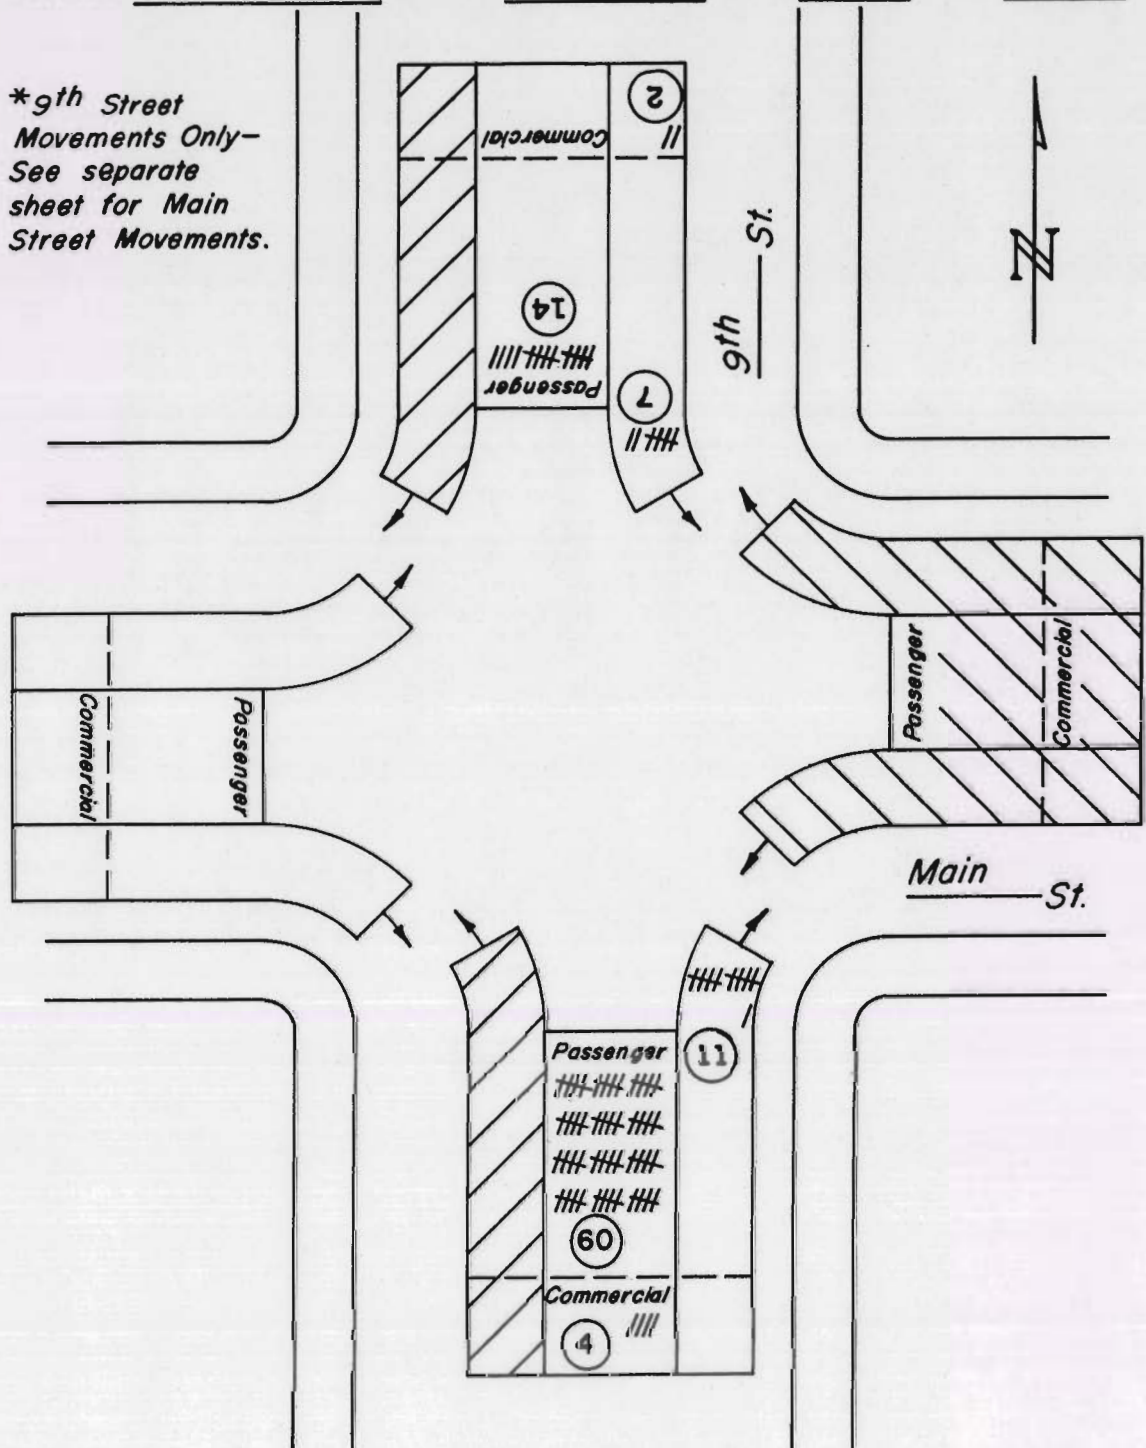 *9th Street
Movements Only-
See separate
sheet for Main
Street Movements.
2
Commercial
14
Passenger
7
9th St.
N
Commercial
Passenger
Passenger
Commercial
Main St.
Passenger
11
60
Commercial
4